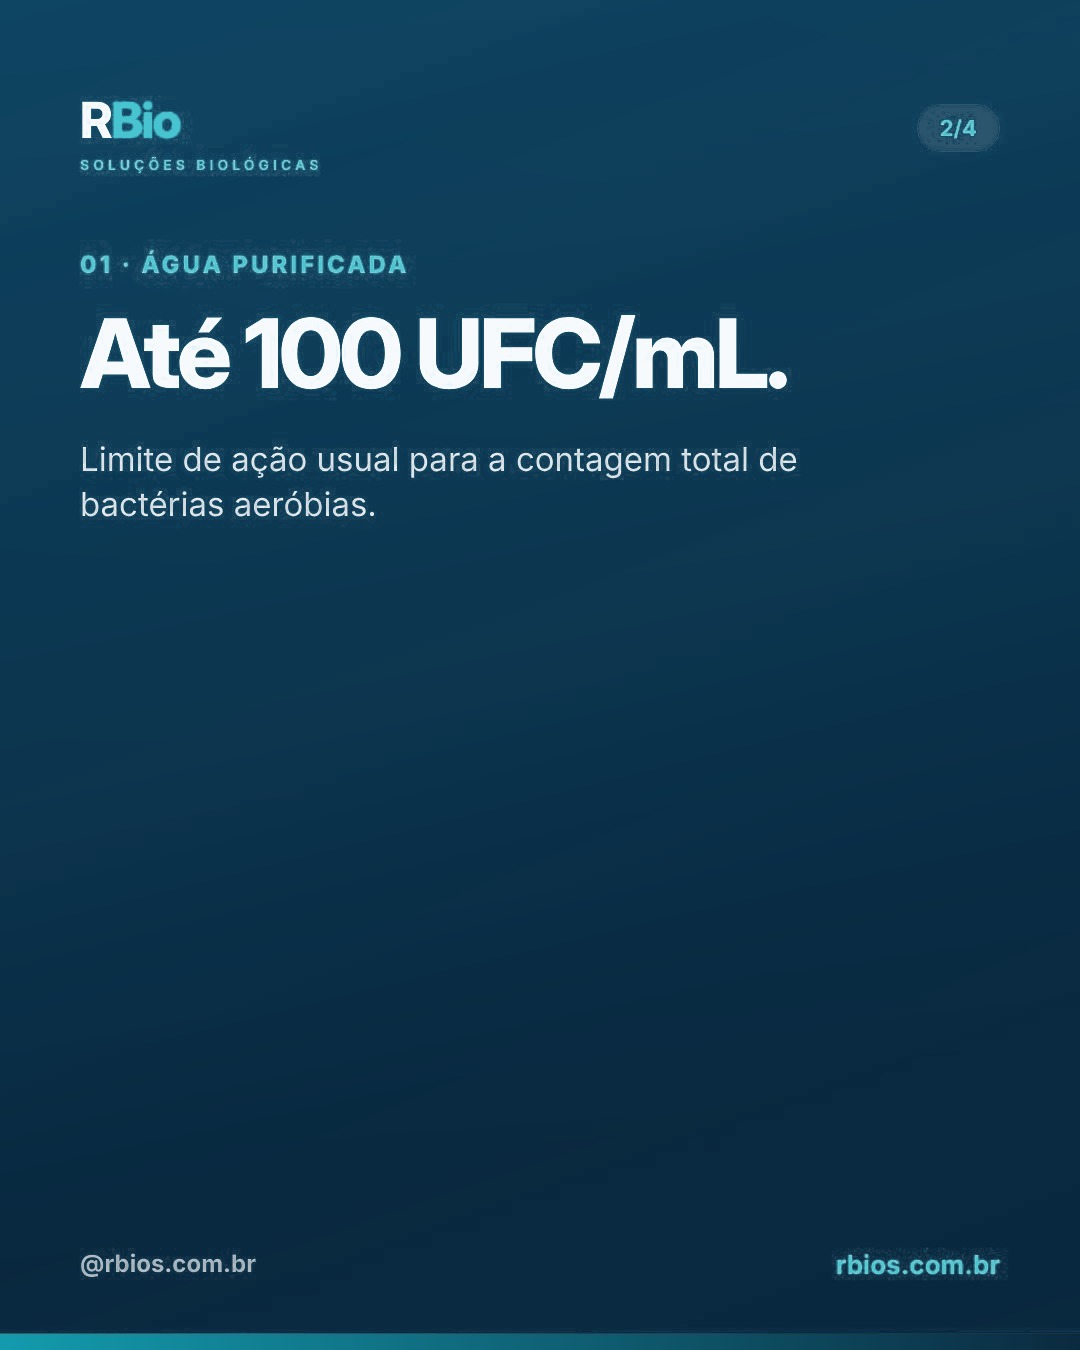 RBio
2/4
SOLUÇÕES BIOLÓGICAS
01 · ÁGUA PURIFICADA
Até 100 UFC/mL.
Limite de ação usual para a contagem total de
bactérias aeróbias.
@rbios.com.br
rbios.com.br